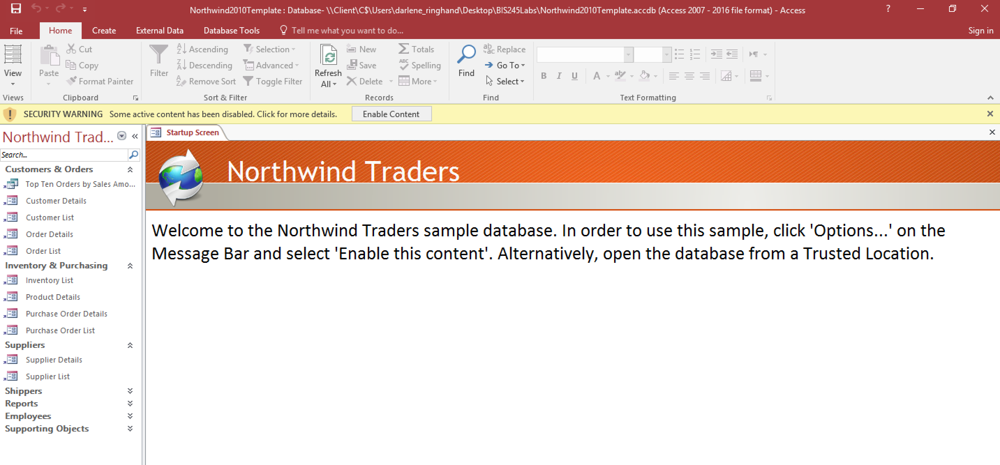 Northwind2010Template : Database- \\Client\C$\Users\darlene_ringhand\Desktop\BIS245Labs\Northwind2010Template.accdb (Access 2007 - 2016 file format) - Access
?
File Home Create External Data Database Tools Tell me what you want to do... Sign in
View
Views
Paste
Cut
Copy
Format Painter
Clipboard
Filter
Ascending
Descending
Remove Sort
Selection
Advanced
Toggle Filter
Sort & Filter
Refresh
All
New
Save
Delete
Totals
Spelling
More
Records
Find
Replace
Go To
Select
Find
B I U A
Text Formatting
SECURITY WARNING Some active content has been disabled. Click for more details. Enable Content
Northwind Trad...
Search...
Customers & Orders
Top Ten Orders by Sales Amo...
Customer Details
Customer List
Order Details
Order List
Inventory & Purchasing
Inventory List
Product Details
Purchase Order Details
Purchase Order List
Suppliers
Supplier Details
Supplier List
Shippers
Reports
Employees
Supporting Objects
Startup Screen
Northwind Traders
Welcome to the Northwind Traders sample database. In order to use this sample, click 'Options...' on the
Message Bar and select 'Enable this content'. Alternatively, open the database from a Trusted Location.